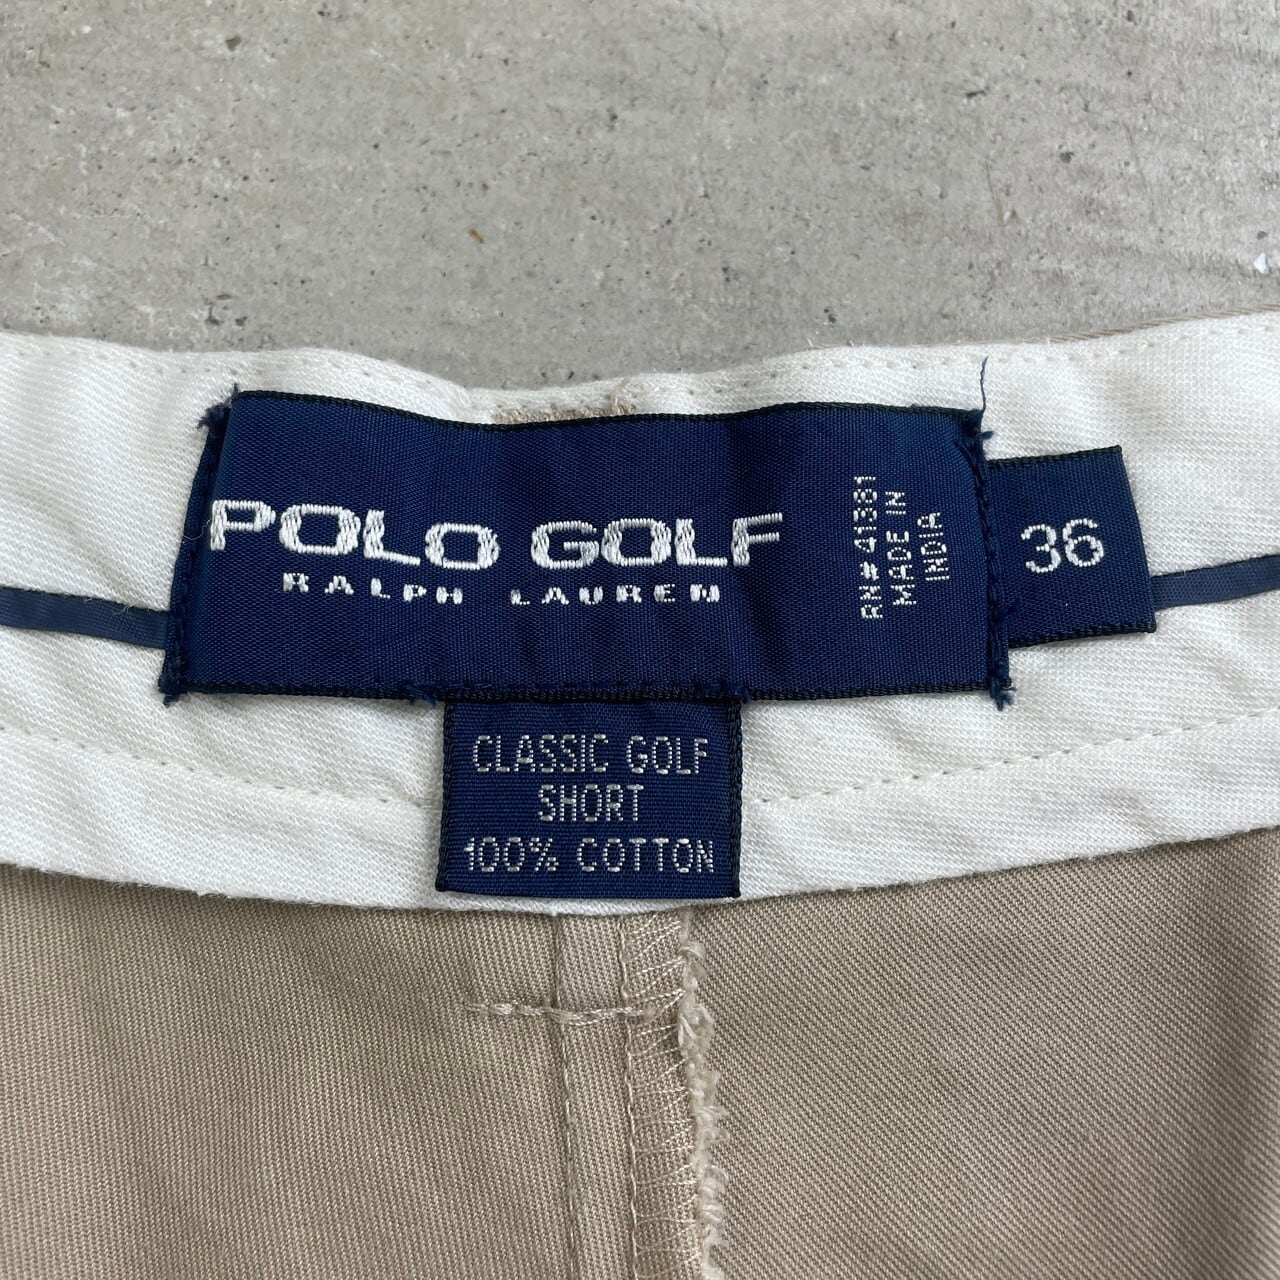 POLO GOLF
RALPH LAUREN
RN# 41381
MADE IN
INDIA
36
CLASSIC GOLF
SHORT
100% COTTON